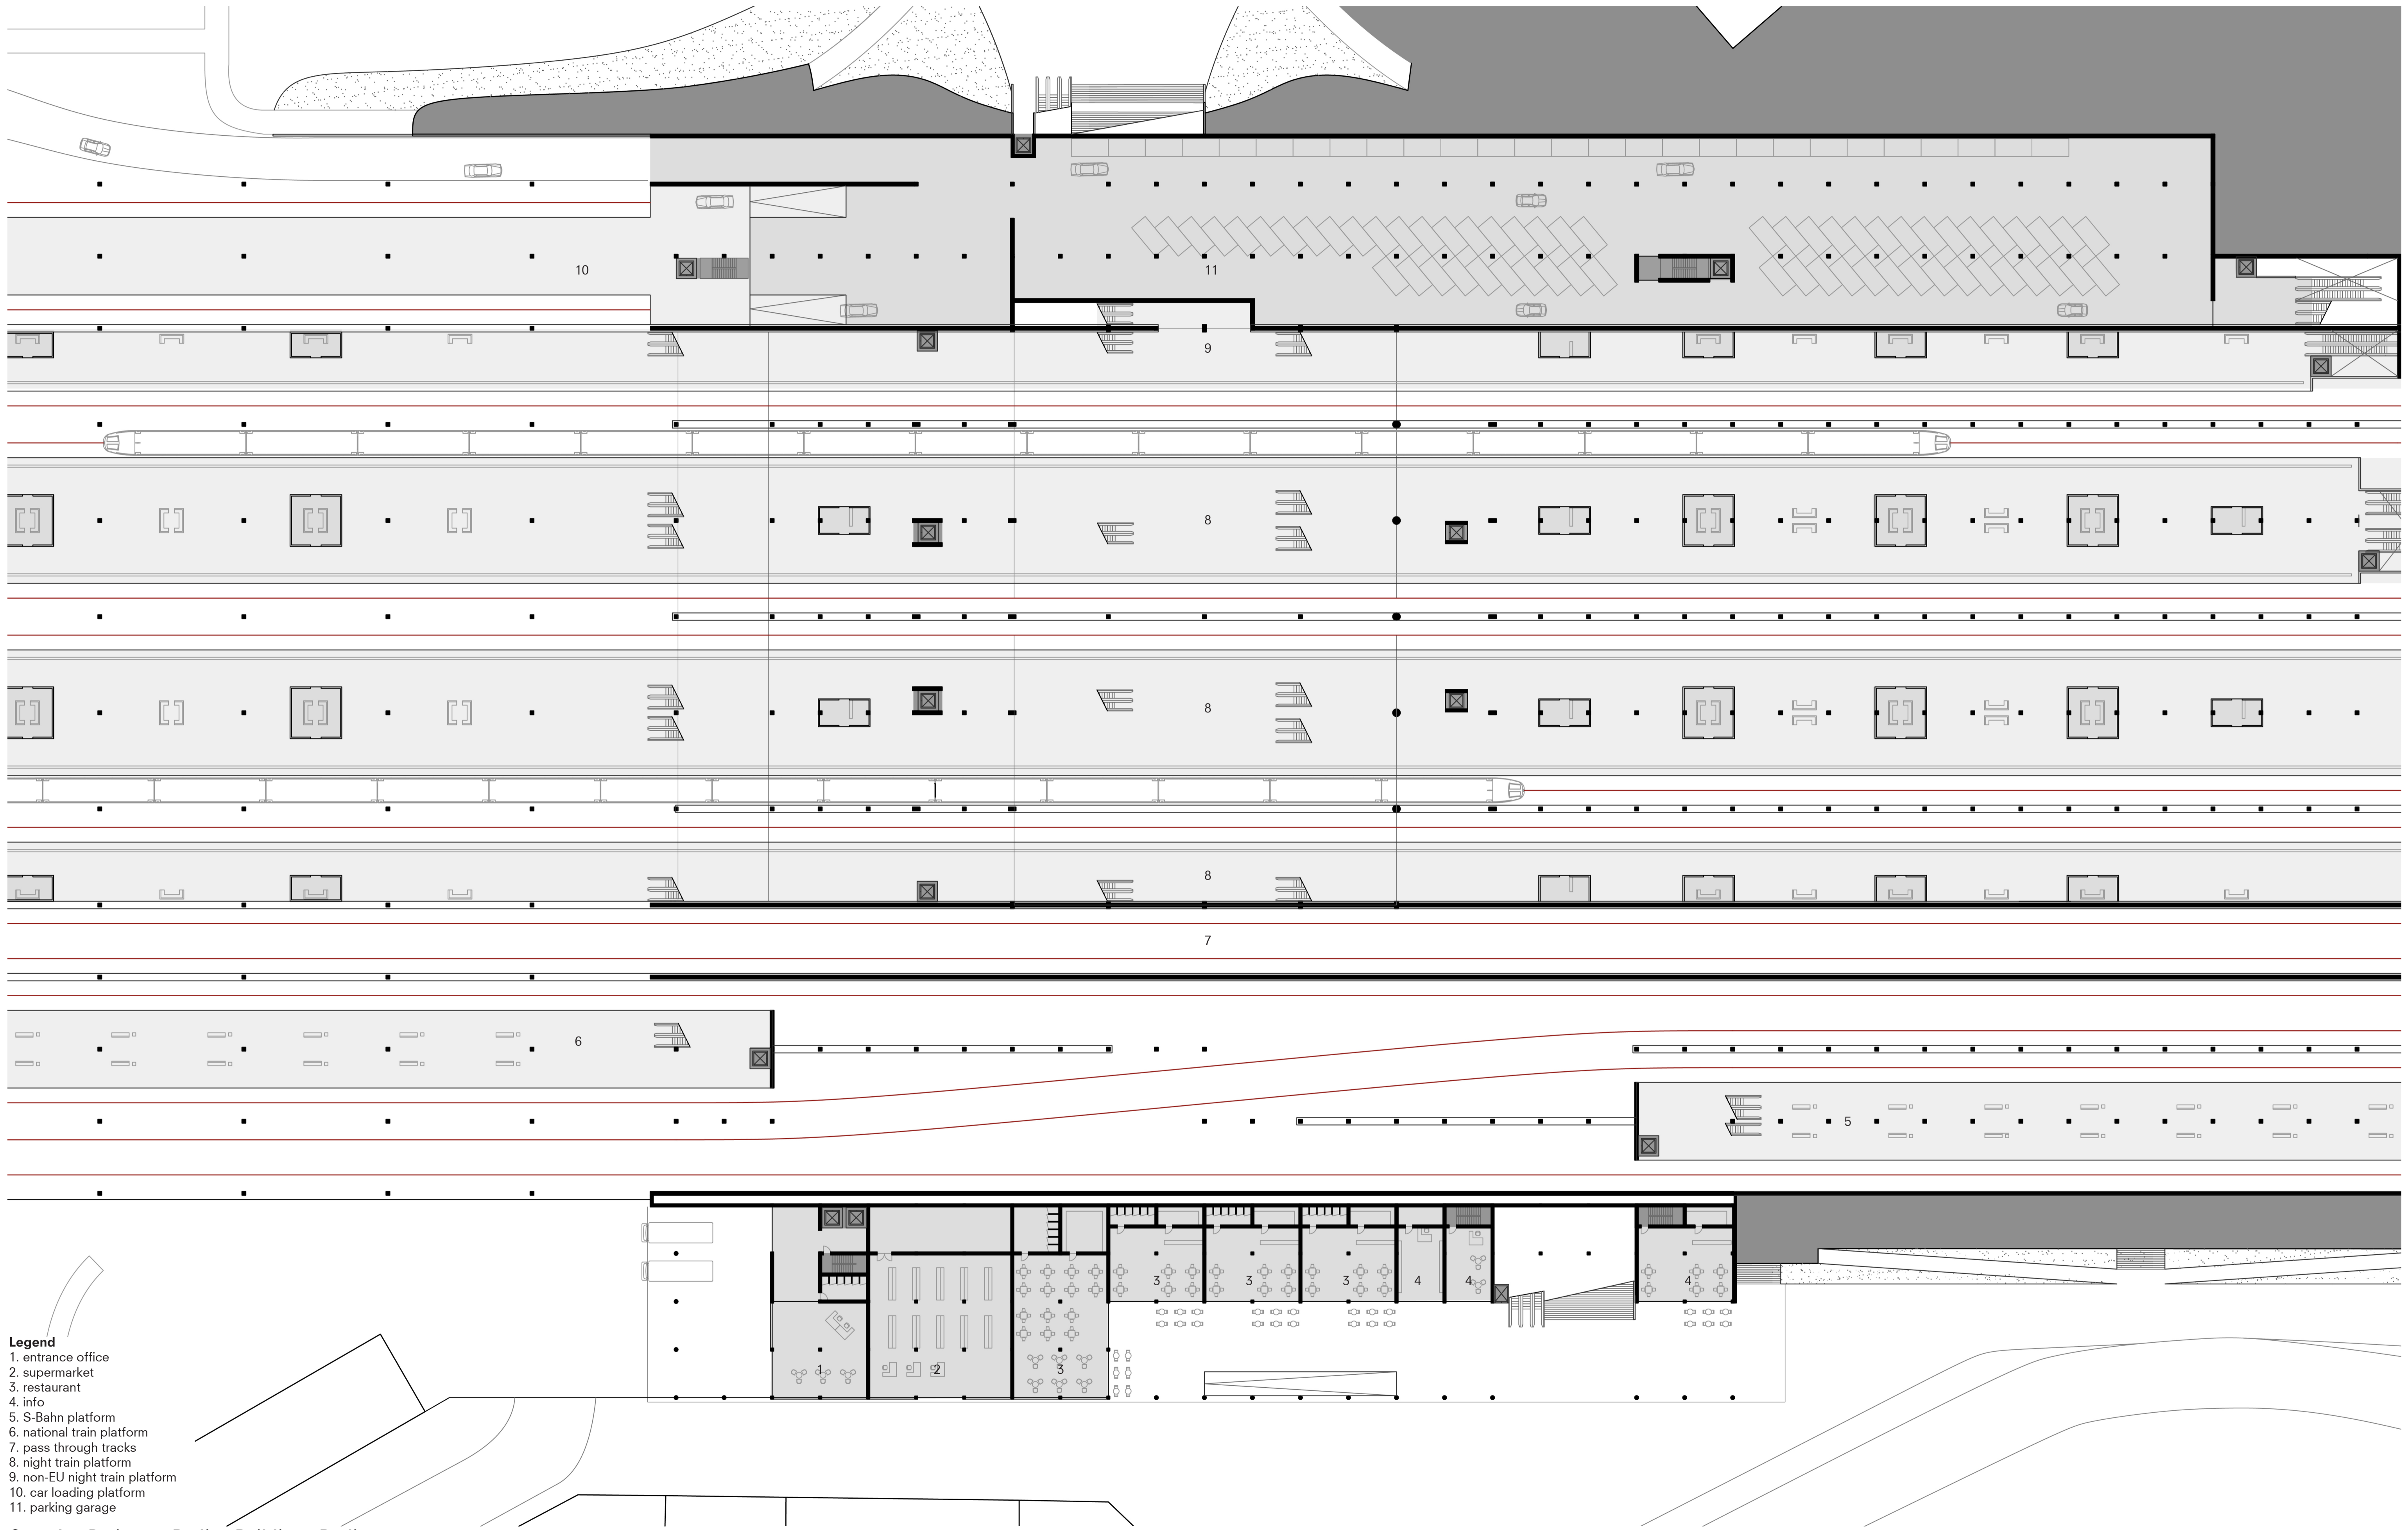 10
11
9
8
8
8
7
6
5
3
3
3
4
4
4
1
2
3
Legend
1. entrance office
2. supermarket
3. restaurant
4. info
5. S-Bahn platform
6. national train platform
7. pass through tracks
8. night train platform
9. non-EU night train platform
10. car loading platform
11. parking garage